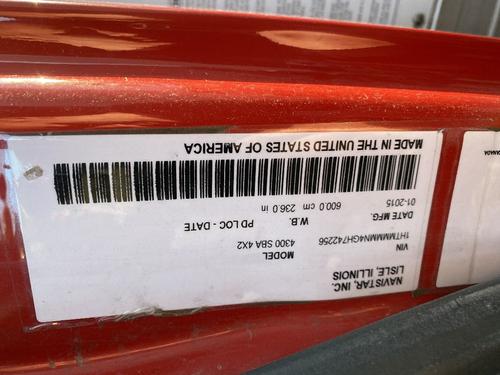 NAVISTAR, INC.
LISLE, ILLINOIS
VIN MODEL
1HTMMMMN4GH742256 4300 SBA 4X2
DATE MFG. W.B. PD LOC - DATE
01-2015 600.0 cm 236.0 in
MADE IN THE UNITED STATES OF AMERICA
CANADA